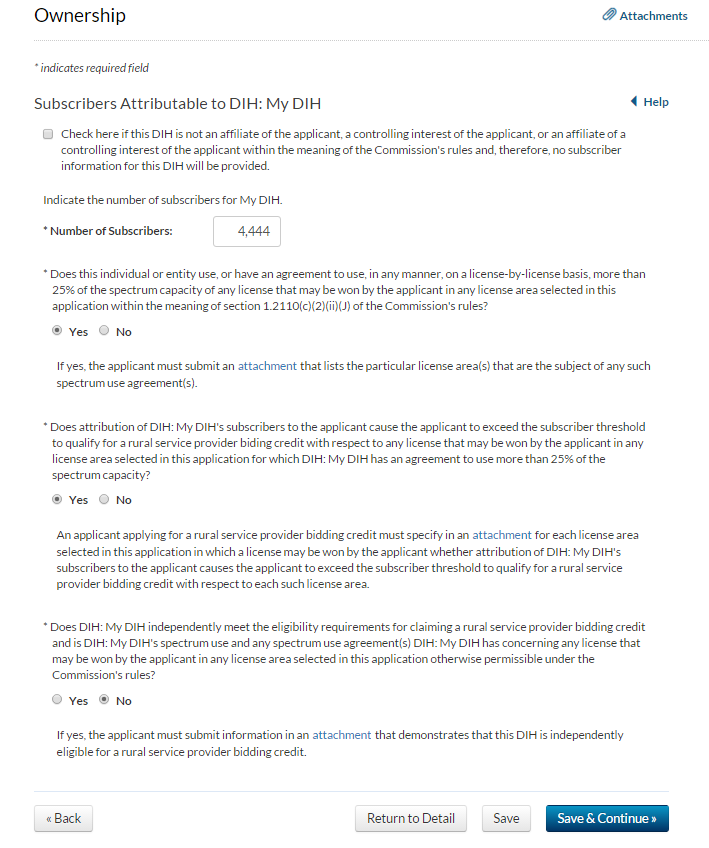 Ownership
Attachments
* indicates required field
Subscribers Attributable to DIH: My DIH
Help
Check here if this DIH is not an affiliate of the applicant, a controlling interest of the applicant, or an affiliate of a
controlling interest of the applicant within the meaning of the Commission's rules and, therefore, no subscriber
information for this DIH will be provided.
Indicate the number of subscribers for My DIH.
* Number of Subscribers: 4,444
* Does this individual or entity use, or have an agreement to use, in any manner, on a license-by-license basis, more than
25% of the spectrum capacity of any license that may be won by the applicant in any license area selected in this
application within the meaning of section 1.2110(c)(2)(ii)(J) of the Commission's rules?
Yes No
If yes, the applicant must submit an attachment that lists the particular license area(s) that are the subject of any such
spectrum use agreement(s).
* Does attribution of DIH: My DIH's subscribers to the applicant cause the applicant to exceed the subscriber threshold
to qualify for a rural service provider biding credit with respect to any license that may be won by the applicant in any
license area selected in this application for which DIH: My DIH has an agreement to use more than 25% of the
spectrum capacity?
Yes No
An applicant applying for a rural service provider bidding credit must specify in an attachment for each license area
selected in this application in which a license may be won by the applicant whether attribution of DIH: My DIH's
subscribers to the applicant causes the applicant to exceed the subscriber threshold to qualify for a rural service
provider bidding credit with respect to each such license area.
* Does DIH: My DIH independently meet the eligibility requirements for claiming a rural service provider bidding credit
and is DIH: My DIH's spectrum use and any spectrum use agreement(s) DIH: My DIH has concerning any license that
may be won by the applicant in any license area selected in this application otherwise permissible under the
Commission's rules?
Yes No
If yes, the applicant must submit information in an attachment that demonstrates that this DIH is independently
eligible for a rural service provider bidding credit.
« Back Return to Detail Save Save & Continue »